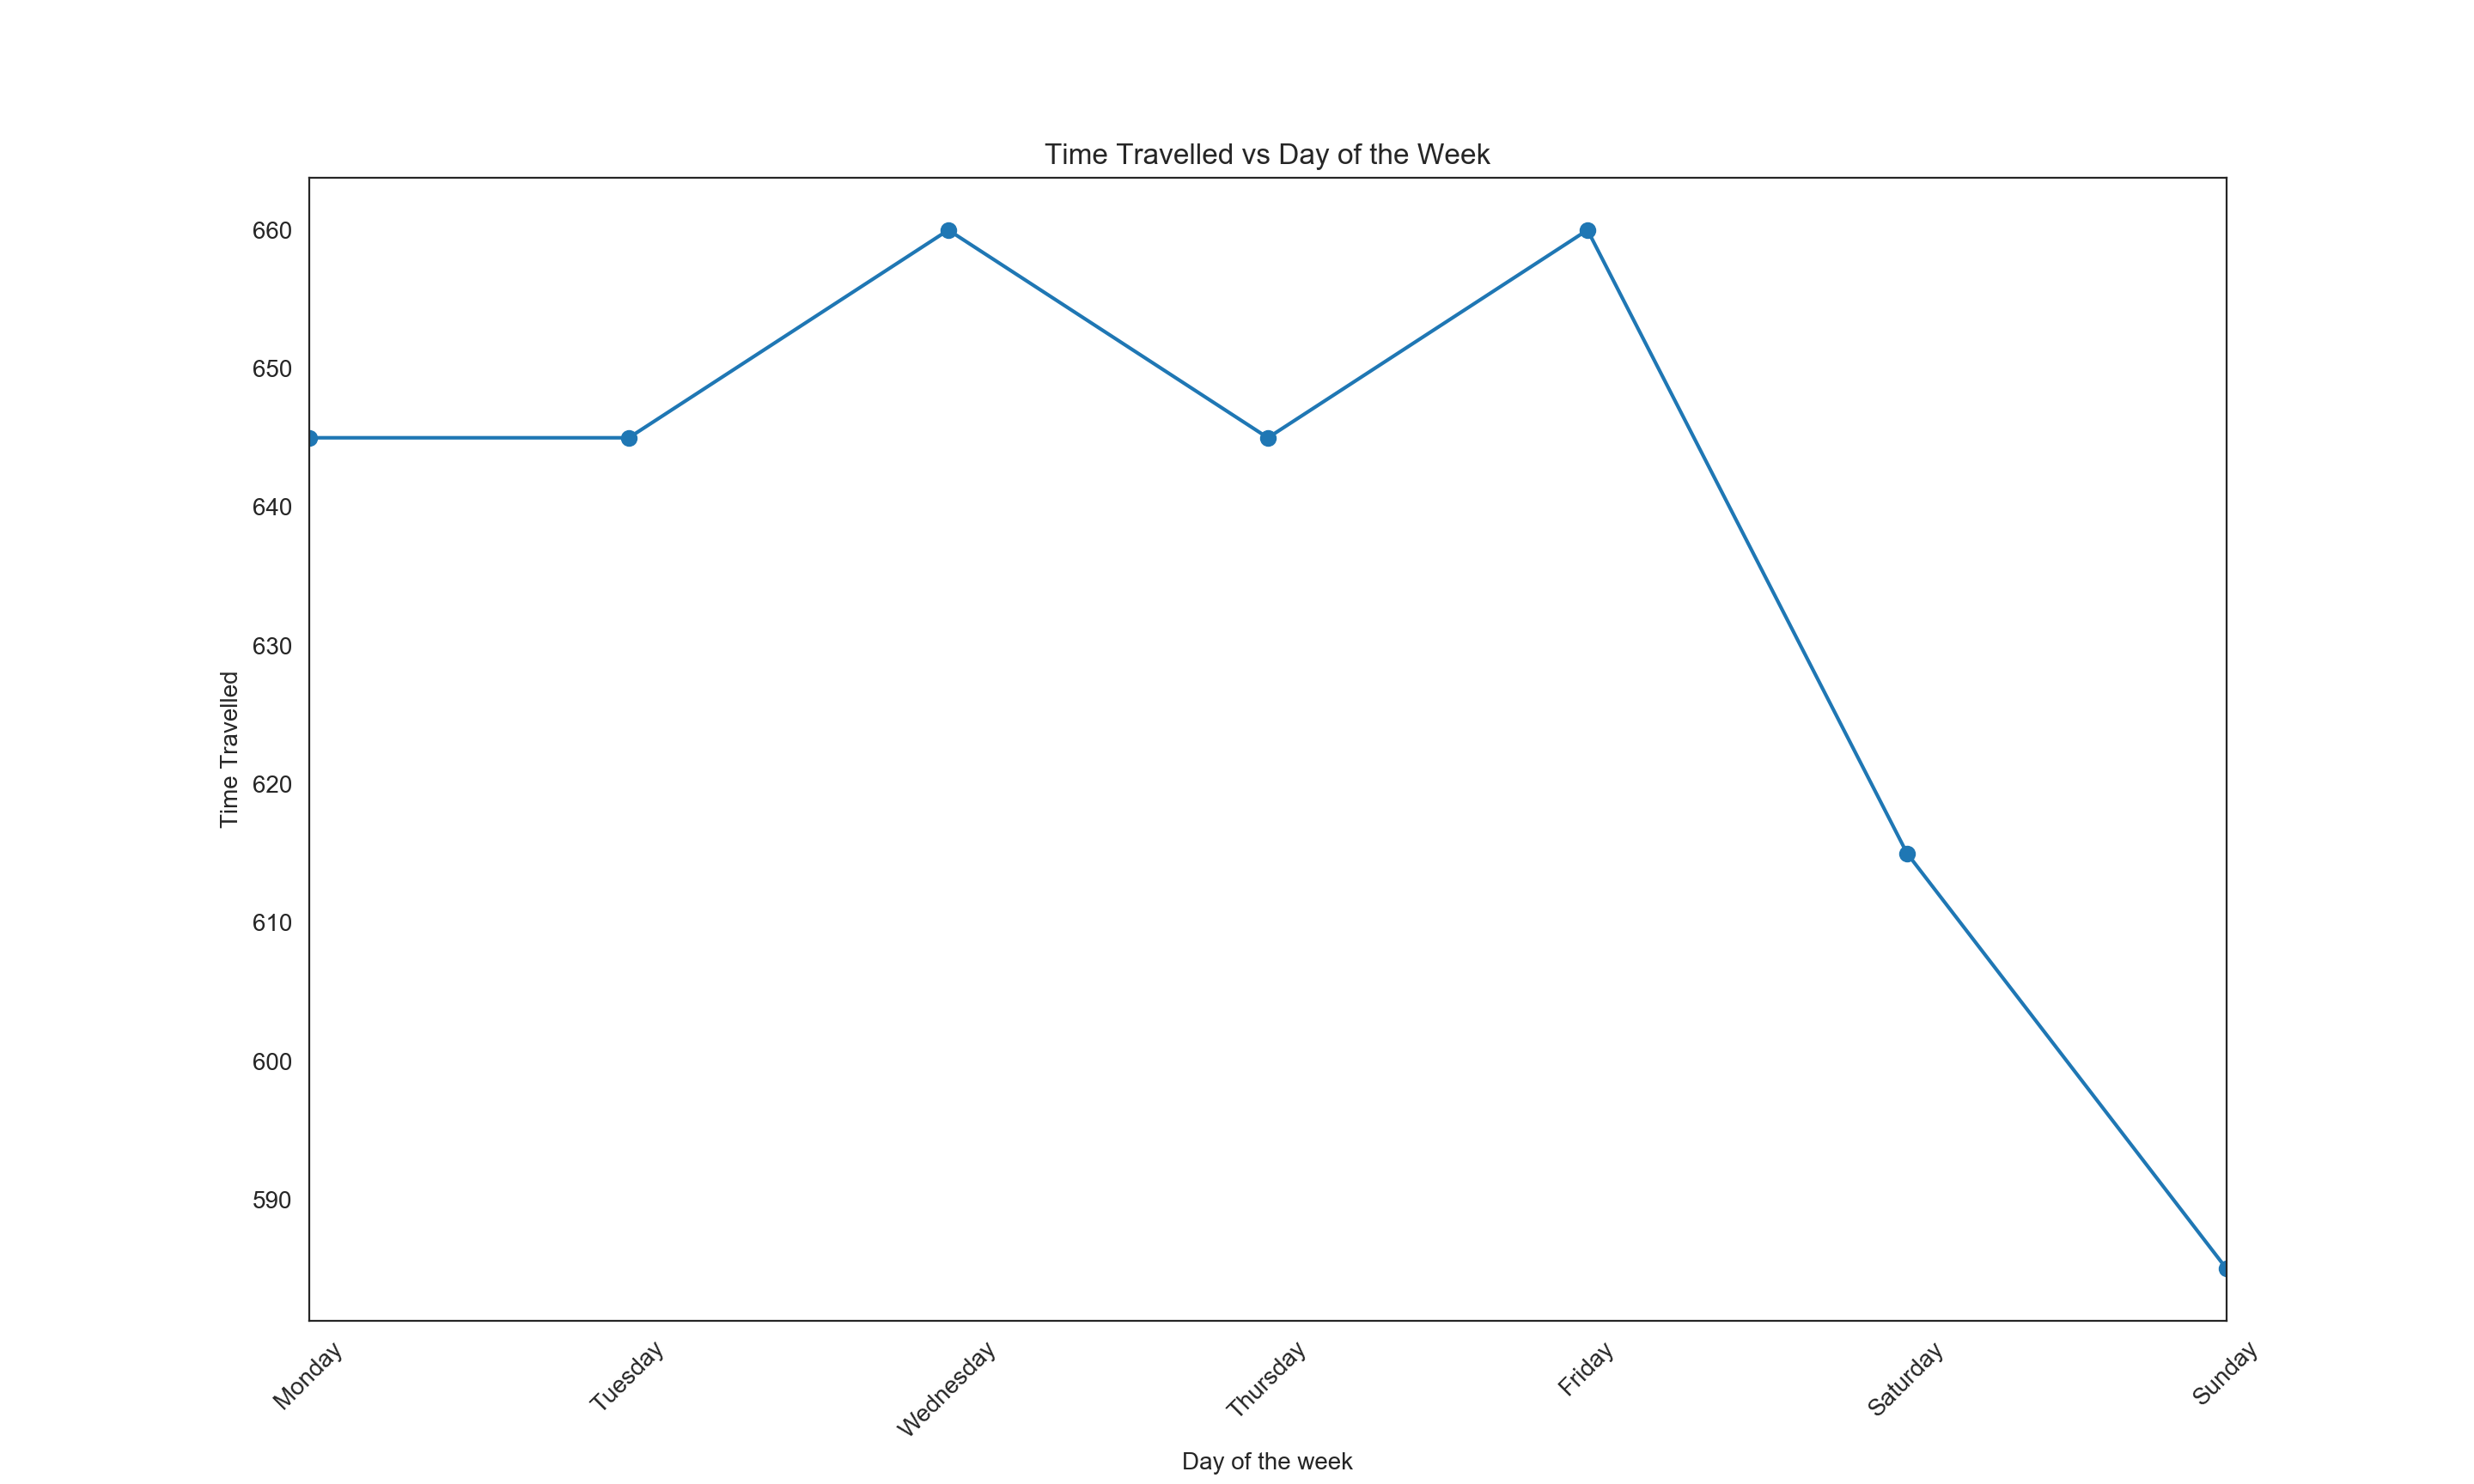 Time Travelled vs Day of the Week
660
650
640
630
620
610
600
590
Time Travelled
Monday
Tuesday
Wednesday
Thursday
Friday
Saturday
Sunday
Day of the week